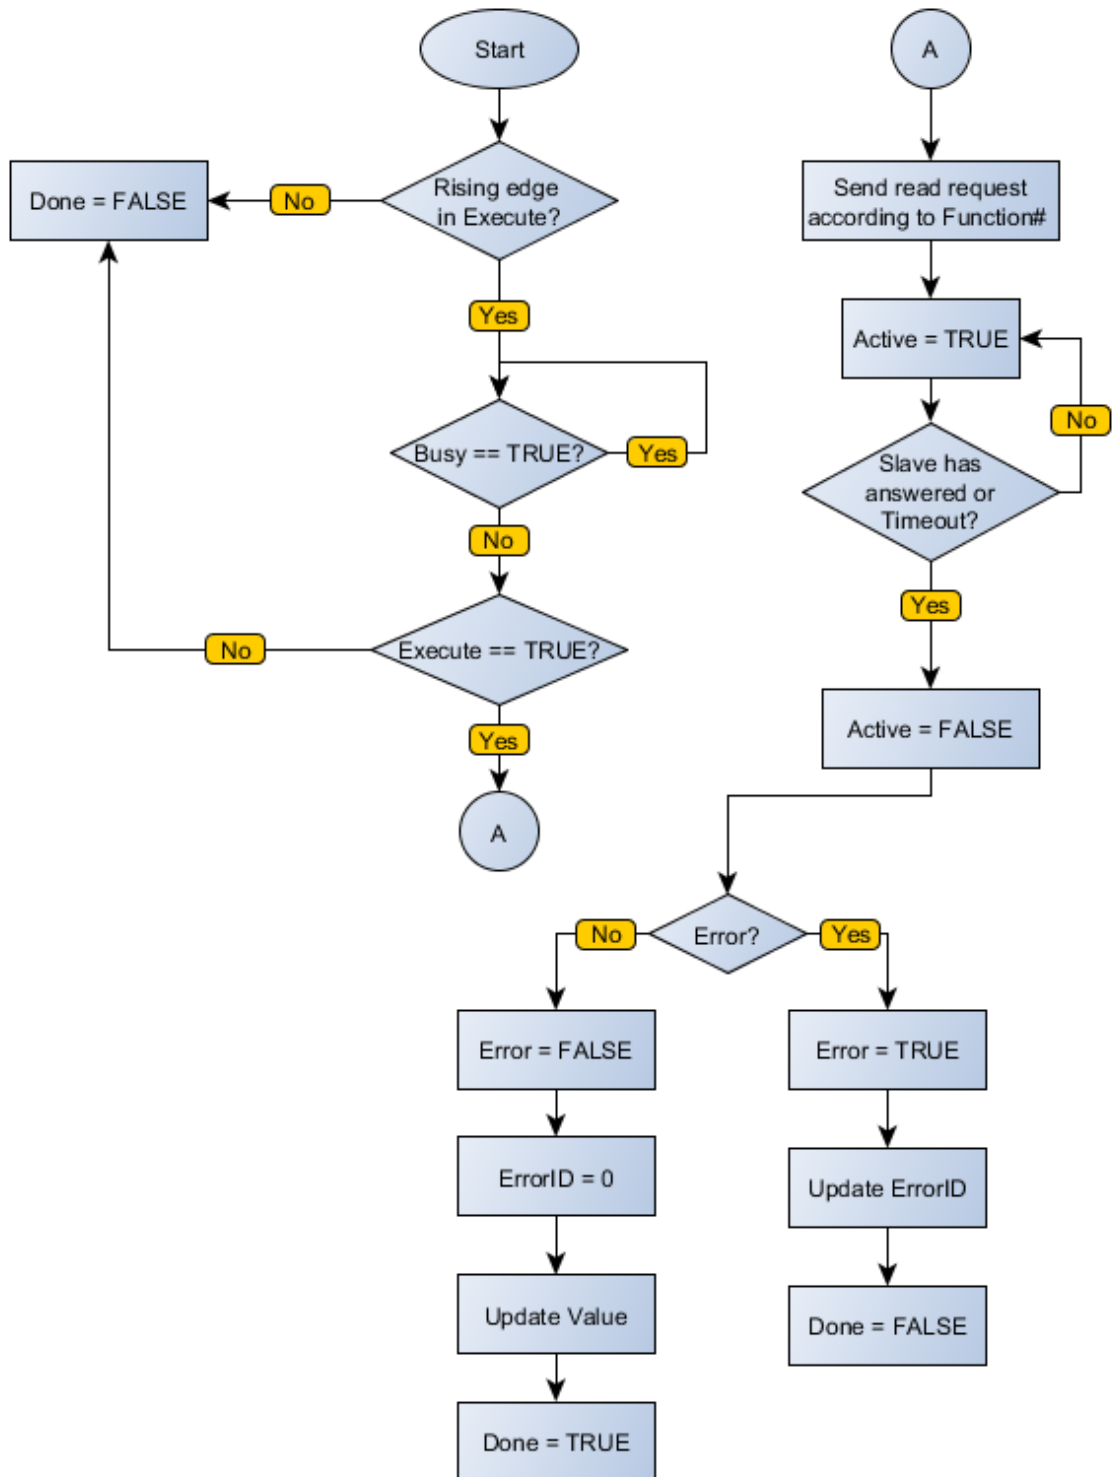 Start
Rising edge
in Execute?
No
Done = FALSE
Yes
Busy == TRUE?
Yes
No
Execute == TRUE?
No
Yes
A
A
Send read request
according to Function#
Active = TRUE
Slave has
answered or
Timeout?
No
Yes
Active = FALSE
Error?
No
Yes
Error = FALSE
ErrorID = 0
Update Value
Done = TRUE
Error = TRUE
Update ErrorID
Done = FALSE